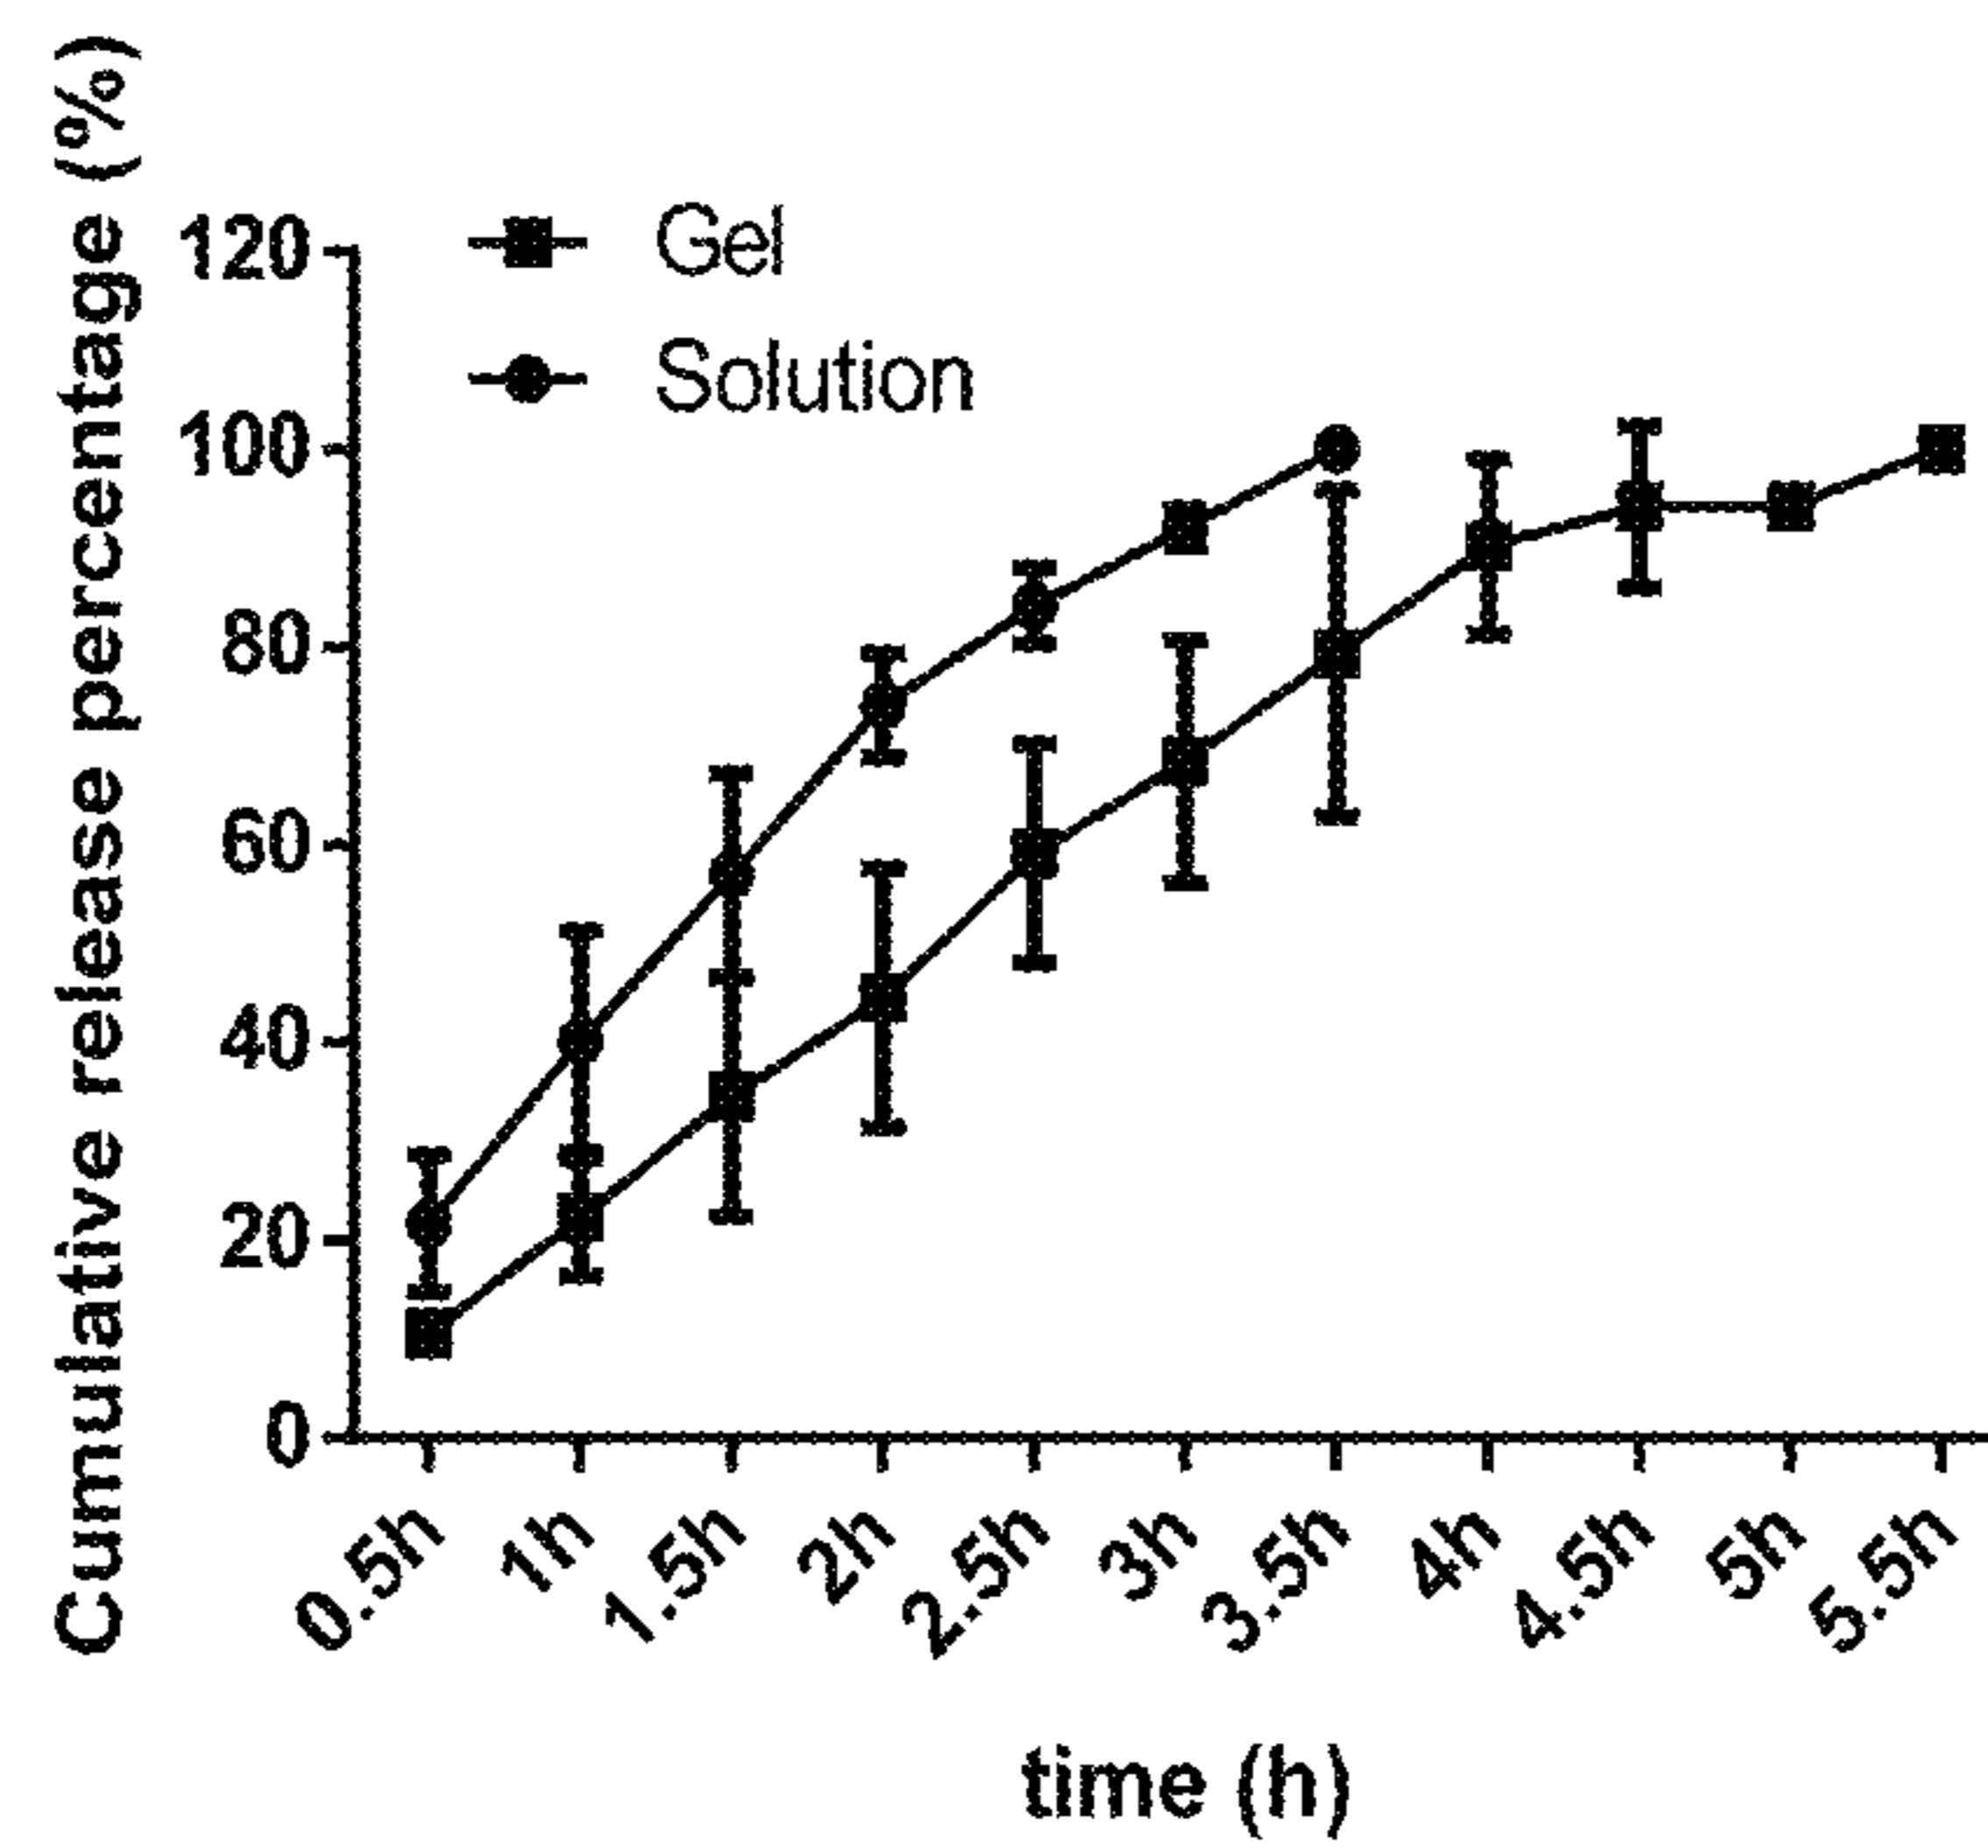 Cumulative release percentage (%)
120
100
80
60
40
20
0
Gel
Solution
0.5h
1h
1.5h
2h
2.5h
3h
3.5h
4h
4.5h
5h
5.5h
time (h)